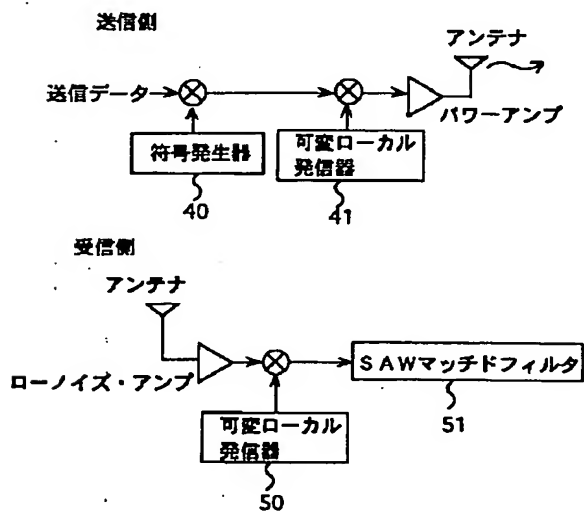 送信側
アンテナ
送信データ
パワーアンプ
符号発生器
可変ローカル
発信器
40
41
受信側
アンテナ
ローノイズ・アンプ
SAWマッチドフィルタ
51
可変ローカル
発信器
50